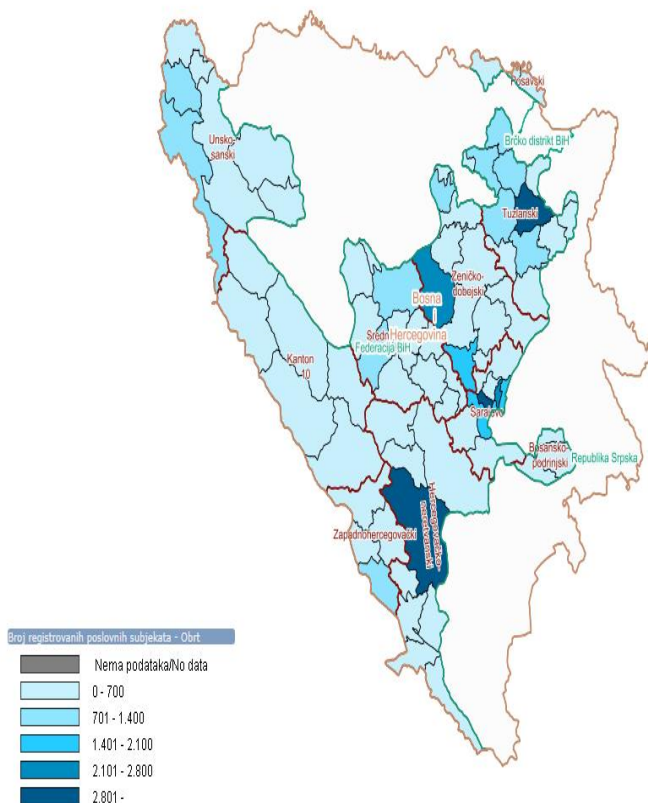 Posavski
Unsko-
sanski
Brčko distrikt BiH
Tuzlanski
Zeničko-
dobejski
Bosna
i
Hercegovina
Sredn
Federacija BiH
Kanton
10
Sarajevo
Bosansko-
podrinjski
Republika Srpska
Hercegovačko-
neretvanski
Zapadnohercegovački
Broj registrovanih poslovnih subjekata - Obrt
Nema podataka/No data
0 - 700
701 - 1.400
1.401 - 2.100
2.101 - 2.800
2.801 -